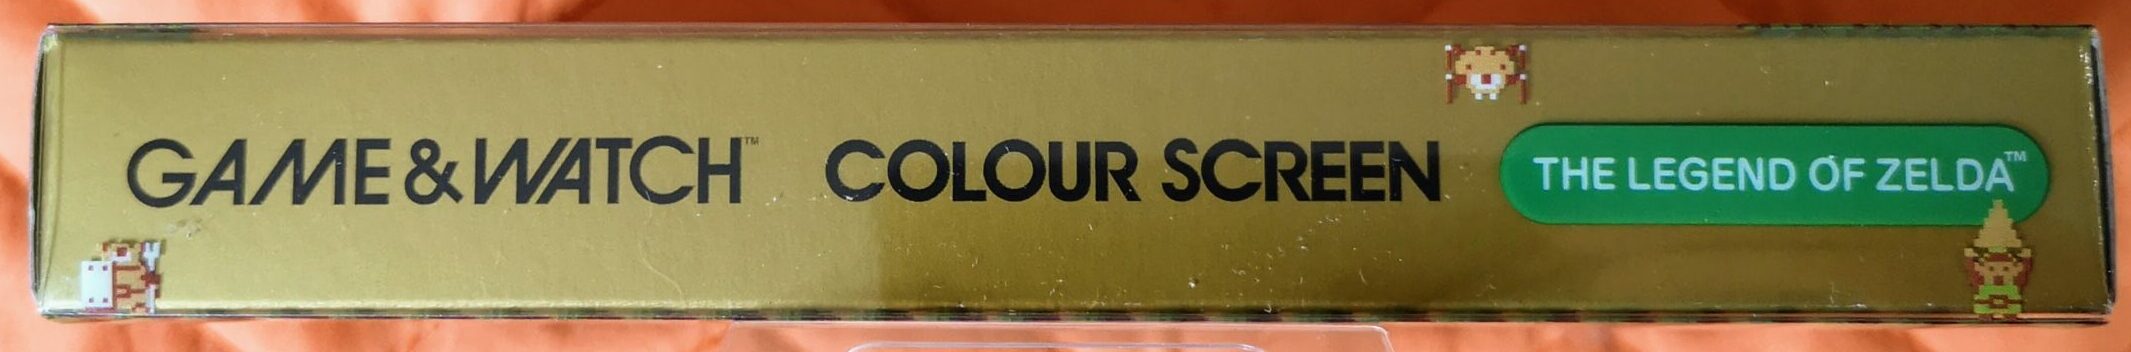 GAME & WATCH™ COLOUR SCREEN THE LEGEND OF ZELDA™